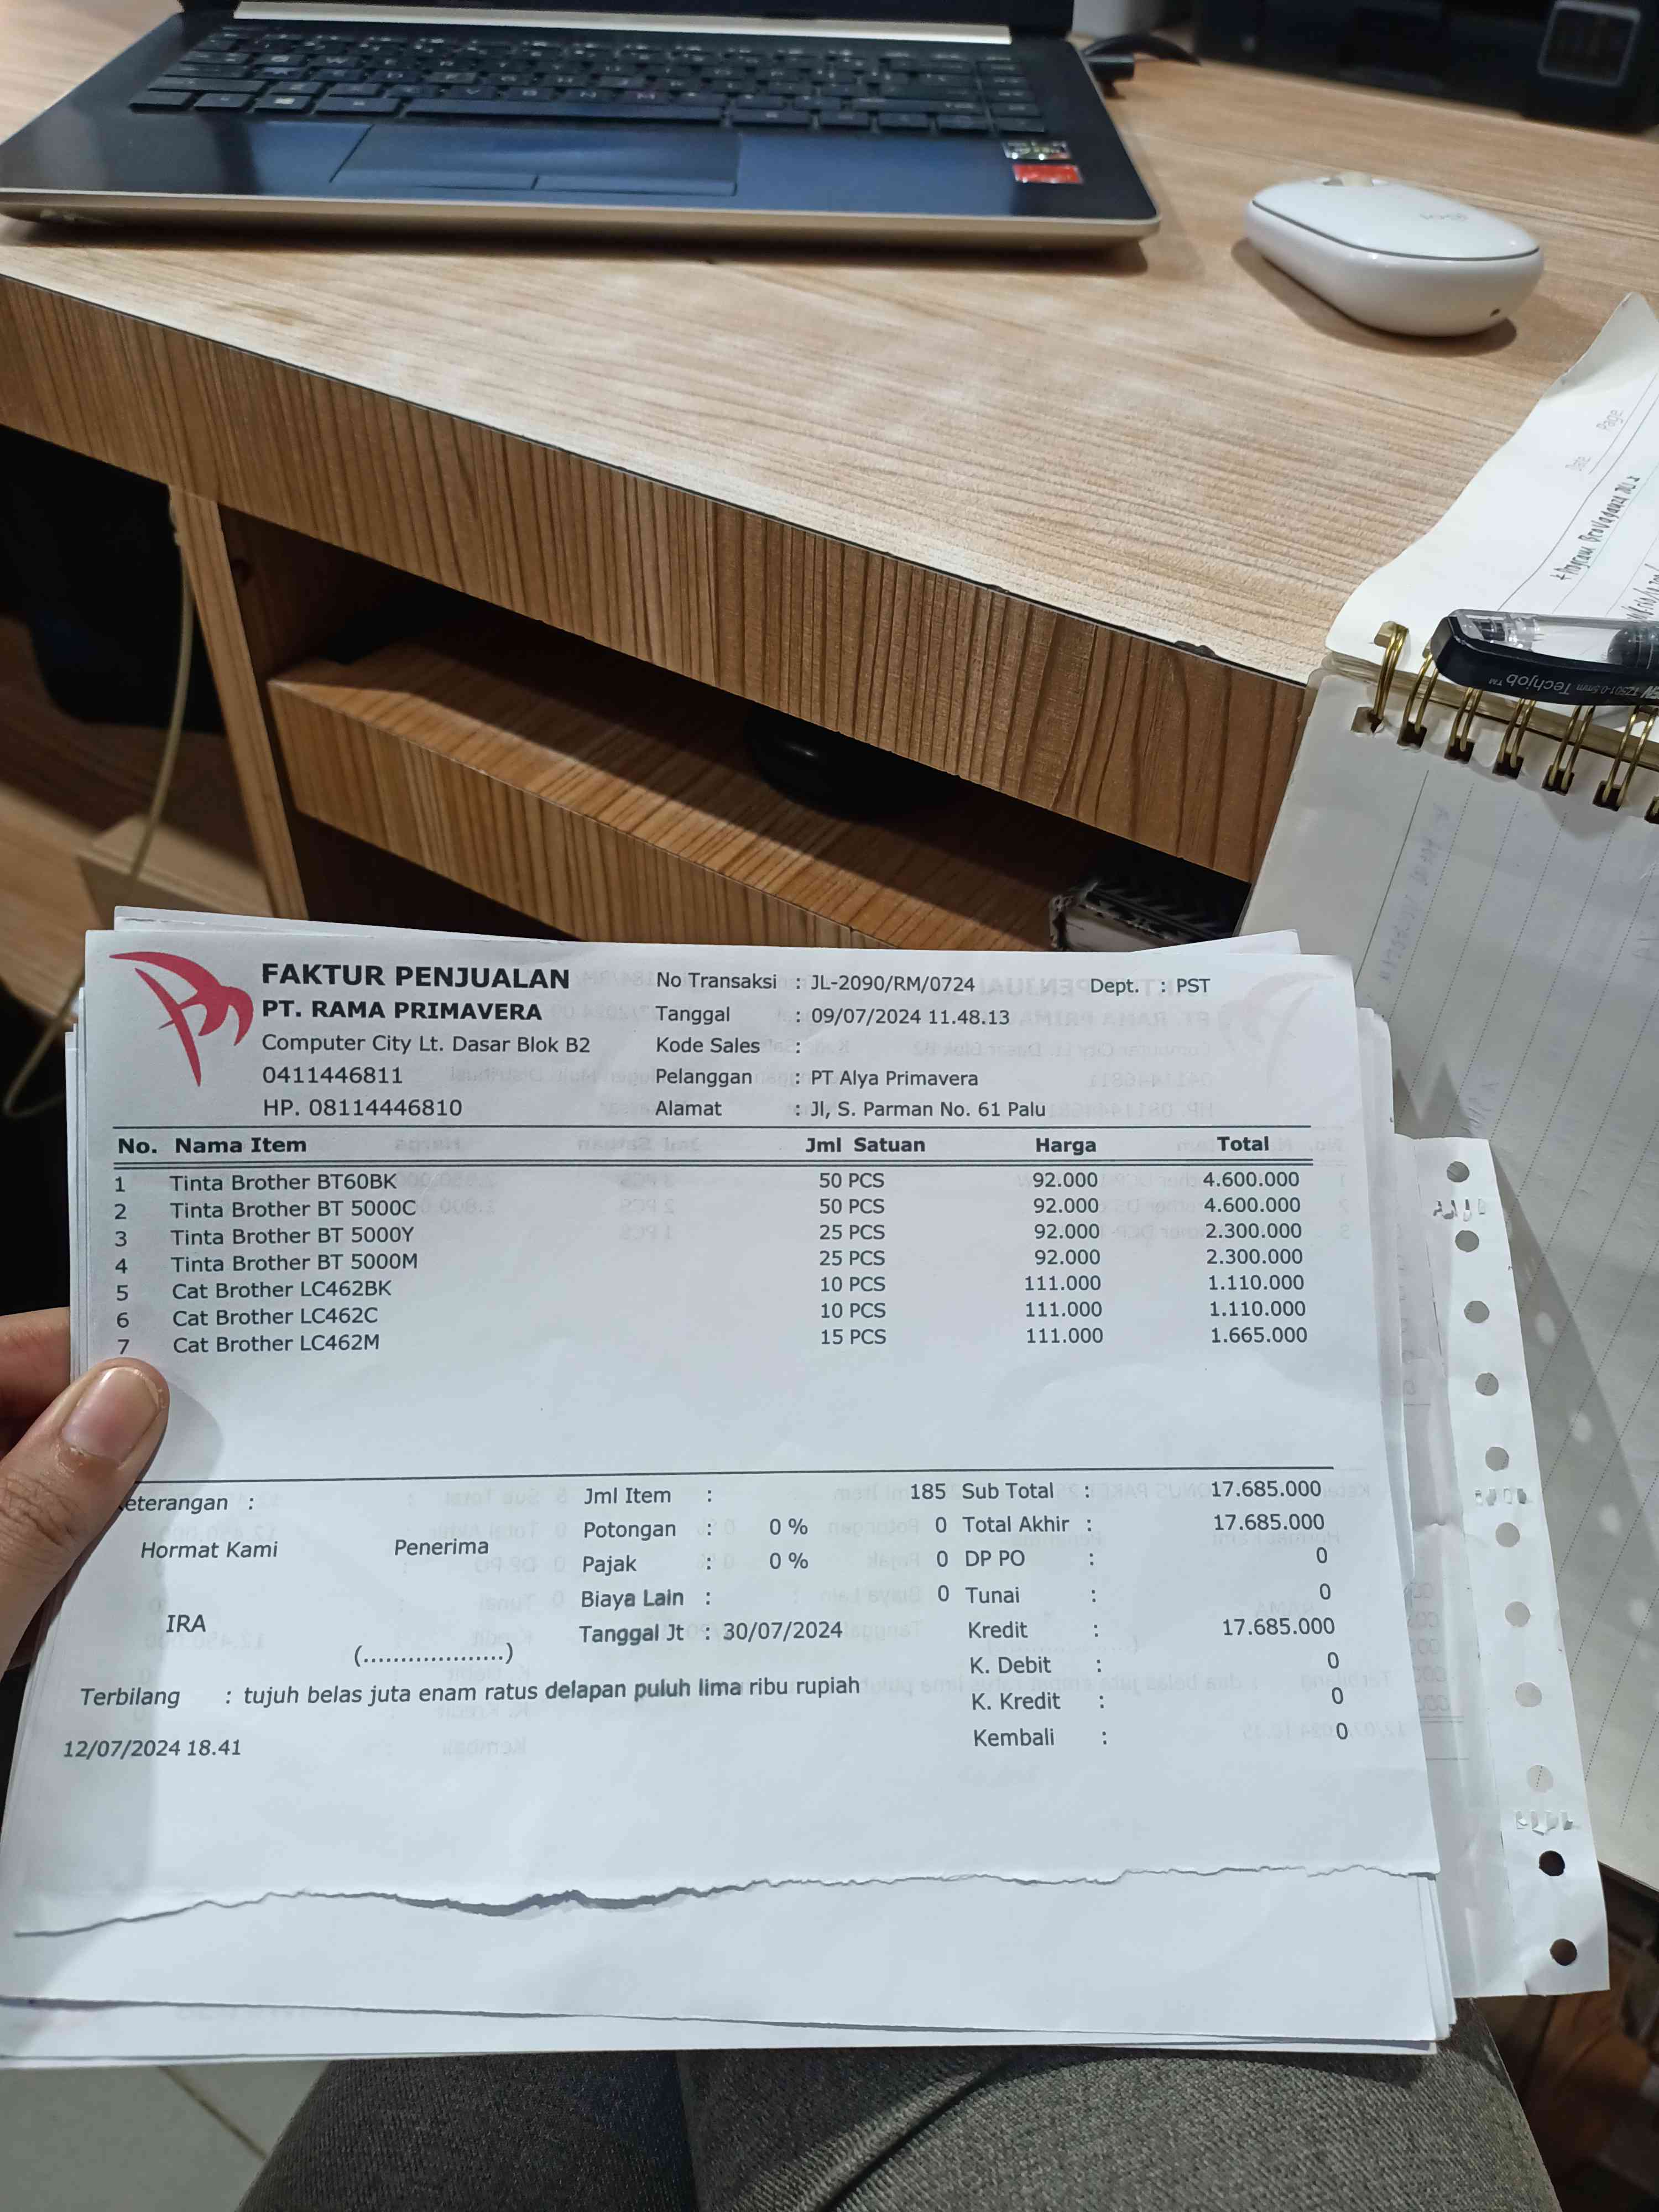 FAKTUR PENJUALAN
PT. RAMA PRIMAVERA
Computer City Lt. Dasar Blok B2
0411446811
HP. 08114446810
No Transaksi : JL-2090/RM/0724 Dept. : PST
Tanggal : 09/07/2024 11.48.13
Kode Sales :
Pelanggan : PT Alya Primavera
Alamat : Jl, S. Parman No. 61 Palu
No. Nama Item Jml Satuan Harga Total
1 Tinta Brother BT60BK 50 PCS 92.000 4.600.000
2 Tinta Brother BT 5000C 50 PCS 92.000 4.600.000
3 Tinta Brother BT 5000Y 25 PCS 92.000 2.300.000
4 Tinta Brother BT 5000M 25 PCS 92.000 2.300.000
5 Cat Brother LC462BK 10 PCS 111.000 1.110.000
6 Cat Brother LC462C 10 PCS 111.000 1.110.000
7 Cat Brother LC462M 15 PCS 111.000 1.665.000
eterangan :
Hormat Kami Penerima
IRA
(...................)
Jml Item : 185
Potongan : 0 % 0
Pajak : 0 % 0
Biaya Lain : 0
Tanggal Jt : 30/07/2024
Sub Total : 17.685.000
Total Akhir : 17.685.000
DP PO : 0
Tunai : 0
Kredit : 17.685.000
K. Debit : 0
K. Kredit : 0
Kembali : 0
Terbilang : tujuh belas juta enam ratus delapan puluh lima ribu rupiah
12/07/2024 18.41
Date
Page
Techjob™